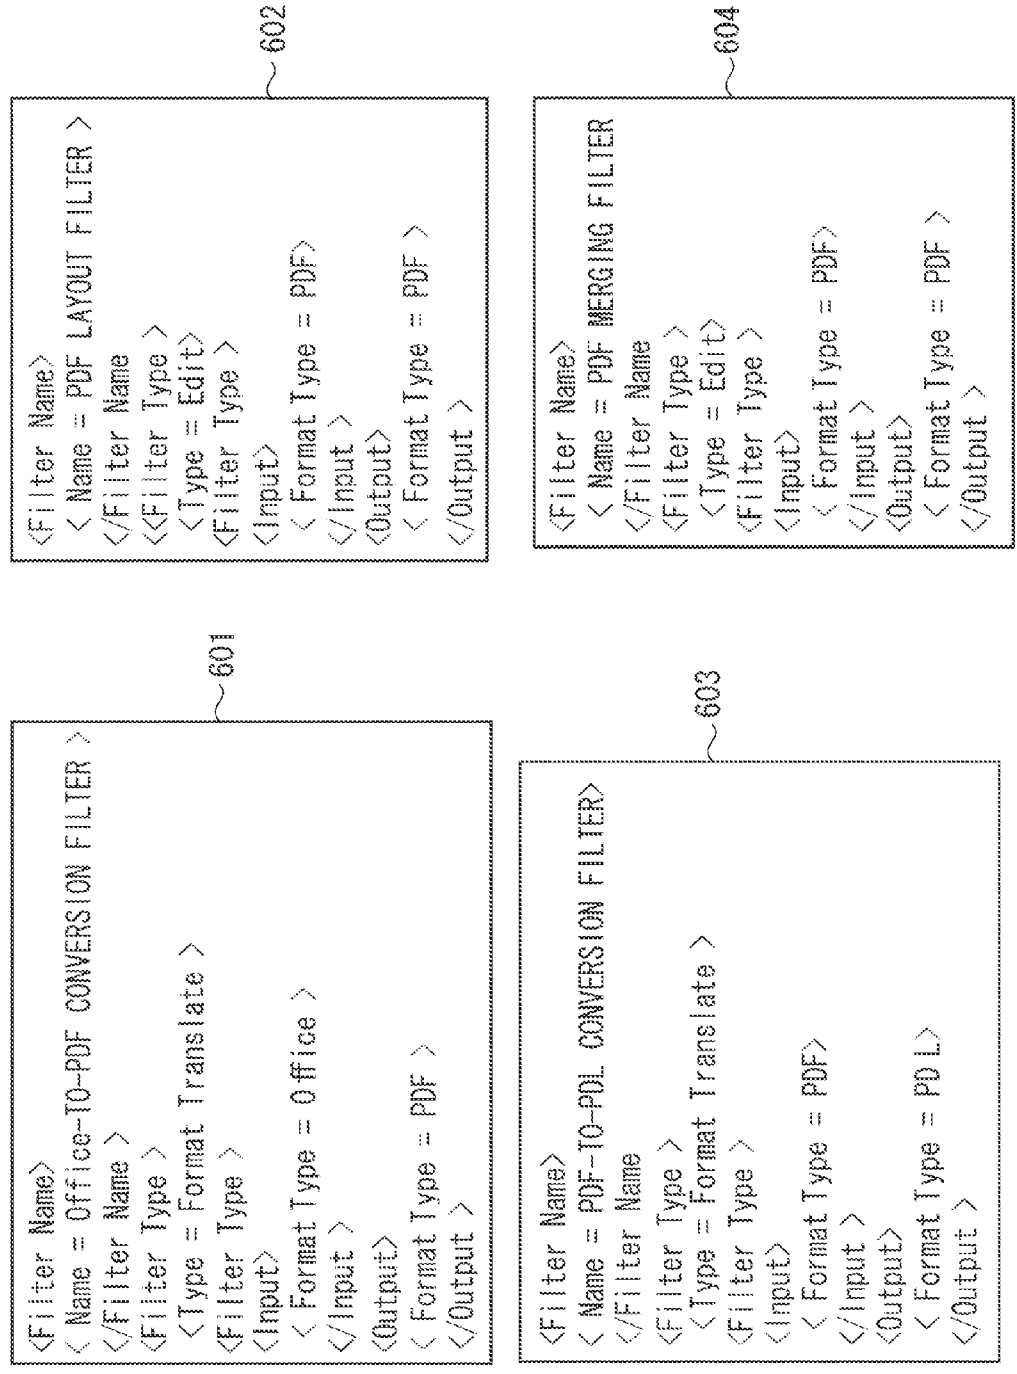 601
<Filter Name>
< Name = Office-TO-PDF CONVERSION FILTER >
</Filter Name >
<Filter Type >
<Type = Format Translate >
<Filter Type >
<Input>
< Format Type = Office >
</Input >
<Output>
< Format Type = PDF >
</Output >
602
<Filter Name>
< Name = PDF LAYOUT FILTER >
</Filter Name
<Filter Type >
<Type = Edit>
<Filter Type >
<Input>
< Format Type = PDF>
</Input >
<Output>
< Format Type = PDF >
</Output >
603
<Filter Name>
< Name = PDF-TO-PDL CONVERSION FILTER>
</Filter Name
<Filter Type >
<Type = Format Translate >
<Filter Type >
<Input>
< Format Type = PDF>
</Input >
<Output>
< Format Type = PD L>
</Output >
604
<Filter Name>
< Name = PDF MERGING FILTER
</Filter Name
<Filter Type >
<Type = Edit>
<Filter Type >
<Input>
< Format Type = PDF>
</Input >
<Output>
< Format Type = PDF >
</Output >